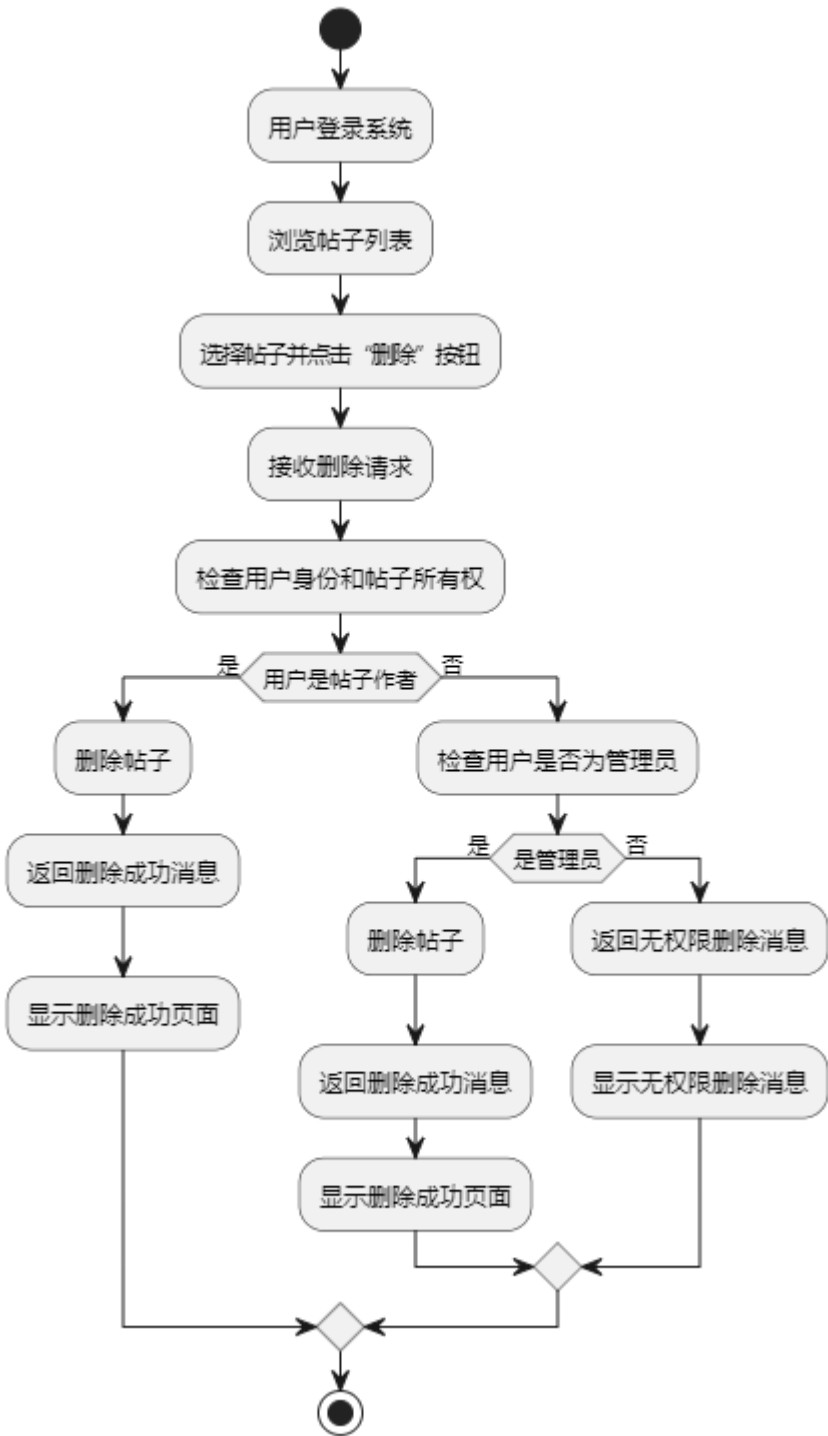 用户登录系统
浏览帖子列表
选择帖子并点击“删除”按钮
接收删除请求
检查用户身份和帖子所有权
是
用户是帖子作者
否
删除帖子
返回删除成功消息
显示删除成功页面
检查用户是否为管理员
是
是管理员
否
删除帖子
返回删除成功消息
显示删除成功页面
返回无权限删除消息
显示无权限删除消息